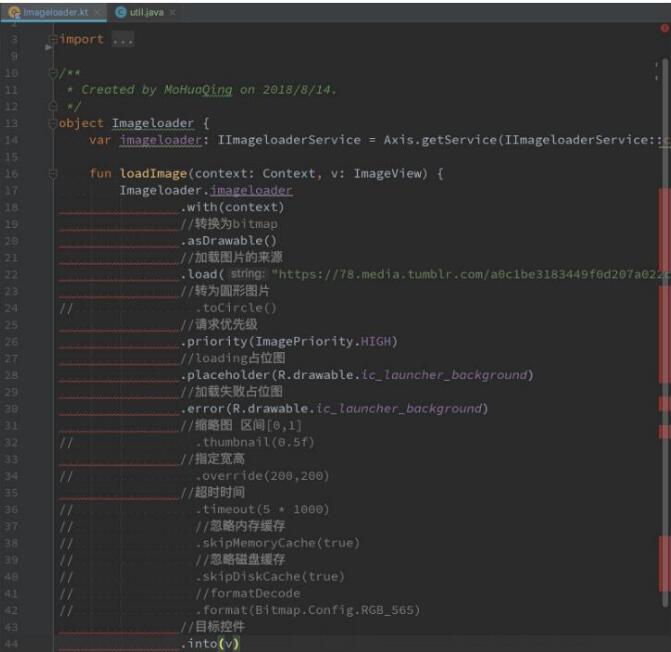 Imageloader.kt × util.java ×
2
3 import ...
9
10 /**
11 * Created by MoHuaQing on 2018/8/14.
12 */
13 object Imageloader {
14 var imageloader: IImageloaderService = Axis.getService(IImageloaderService::c
15
16 fun loadImage(context: Context, v: ImageView) {
17 Imageloader.imageloader
18 .with(context)
19 //转换为bitmap
20 .asDrawable()
21 //加载图片的来源
22 .load( string: "https://78.media.tumblr.com/a0c1be3183449f0d207a022c
23 //转为圆形图片
24 // .toCircle()
25 //请求优先级
26 .priority(ImagePriority.HIGH)
27 //loading占位图
28 .placeholder(R.drawable.ic_launcher_background)
29 //加载失败占位图
30 .error(R.drawable.ic_launcher_background)
31 //缩略图 区间[0,1]
32 // .thumbnail(0.5f)
33 //指定宽高
34 // .override(200,200)
35 //超时时间
36 // .timeout(5 * 1000)
37 // //忽略内存缓存
38 // .skipMemoryCache(true)
39 // //忽略磁盘缓存
40 // .skipDiskCache(true)
41 // //formatDecode
42 // .format(Bitmap.Config.RGB_565)
43 //目标控件
44 .into(v)